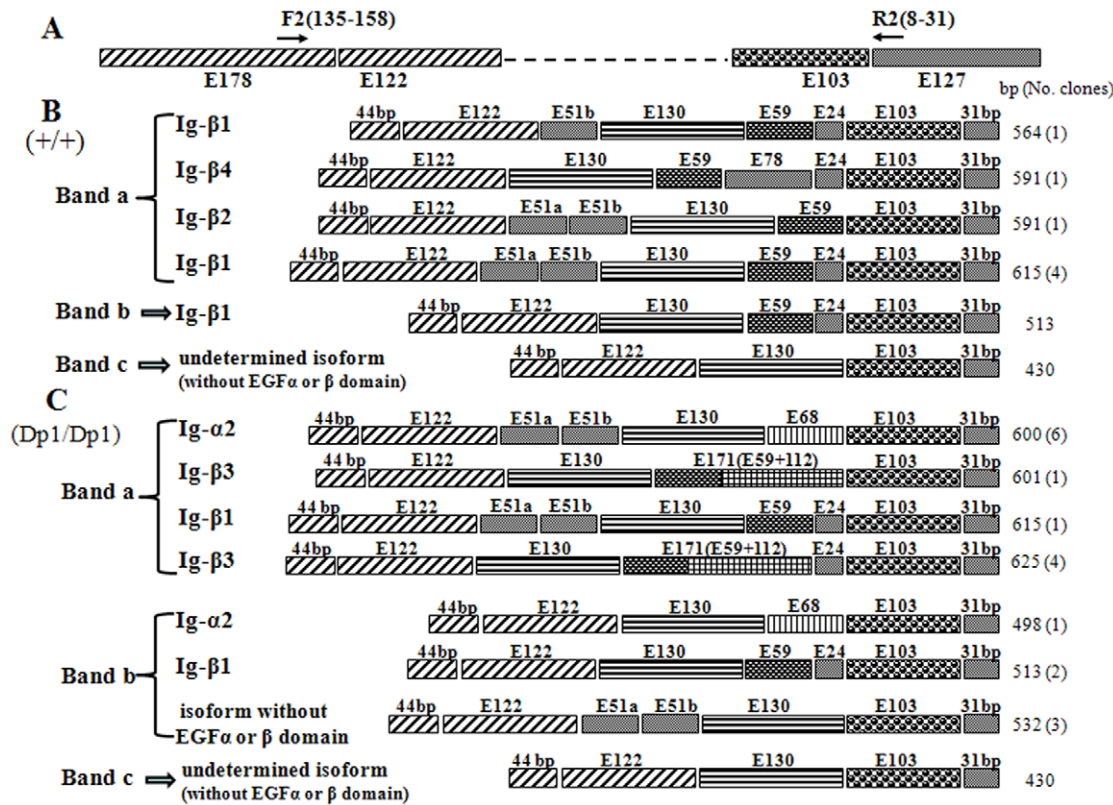 A
F2(135-158)
R2(8-31)
E178 E122 E103 E127
bp (No. clones)
B
(+/+)
Band a
44bp E122 E51b E130 E59 E24 E103 31bp
Ig-β1 564 (1)
44bp E122 E130 E59 E78 E24 E103 31bp
Ig-β4 591 (1)
44bp E122 E51a E51b E130 E59 E103 31bp
Ig-β2 591 (1)
44bp E122 E51a E51b E130 E59 E24 E103 31bp
Ig-β1 615 (4)
44bp E122 E130 E59 E24 E103 31bp
Band b Ig-β1 513
44bp E122 E130 E103 31bp
Band c undetermined isoform 430
(without EGFα or β domain)
C
(Dp1/Dp1)
Band a
44bp E122 E51a E51b E130 E68 E103 31bp
Ig-α2 600 (6)
44bp E122 E130 E171(E59+112) E103 31bp
Ig-β3 601 (1)
44bp E122 E51a E51b E130 E59 E24 E103 31bp
Ig-β1 615 (1)
44bp E122 E130 E171(E59+112) E24 E103 31bp
Ig-β3 625 (4)
Band b
44bp E122 E130 E68 E103 31bp
Ig-α2 498 (1)
44bp E122 E130 E59 E24 E103 31bp
Ig-β1 513 (2)
44bp E122 E51a E51b E130 E103 31bp
isoform without 532 (3)
EGFα or β domain
44bp E122 E130 E103 31bp
Band c undetermined isoform 430
(without EGFα or β domain)